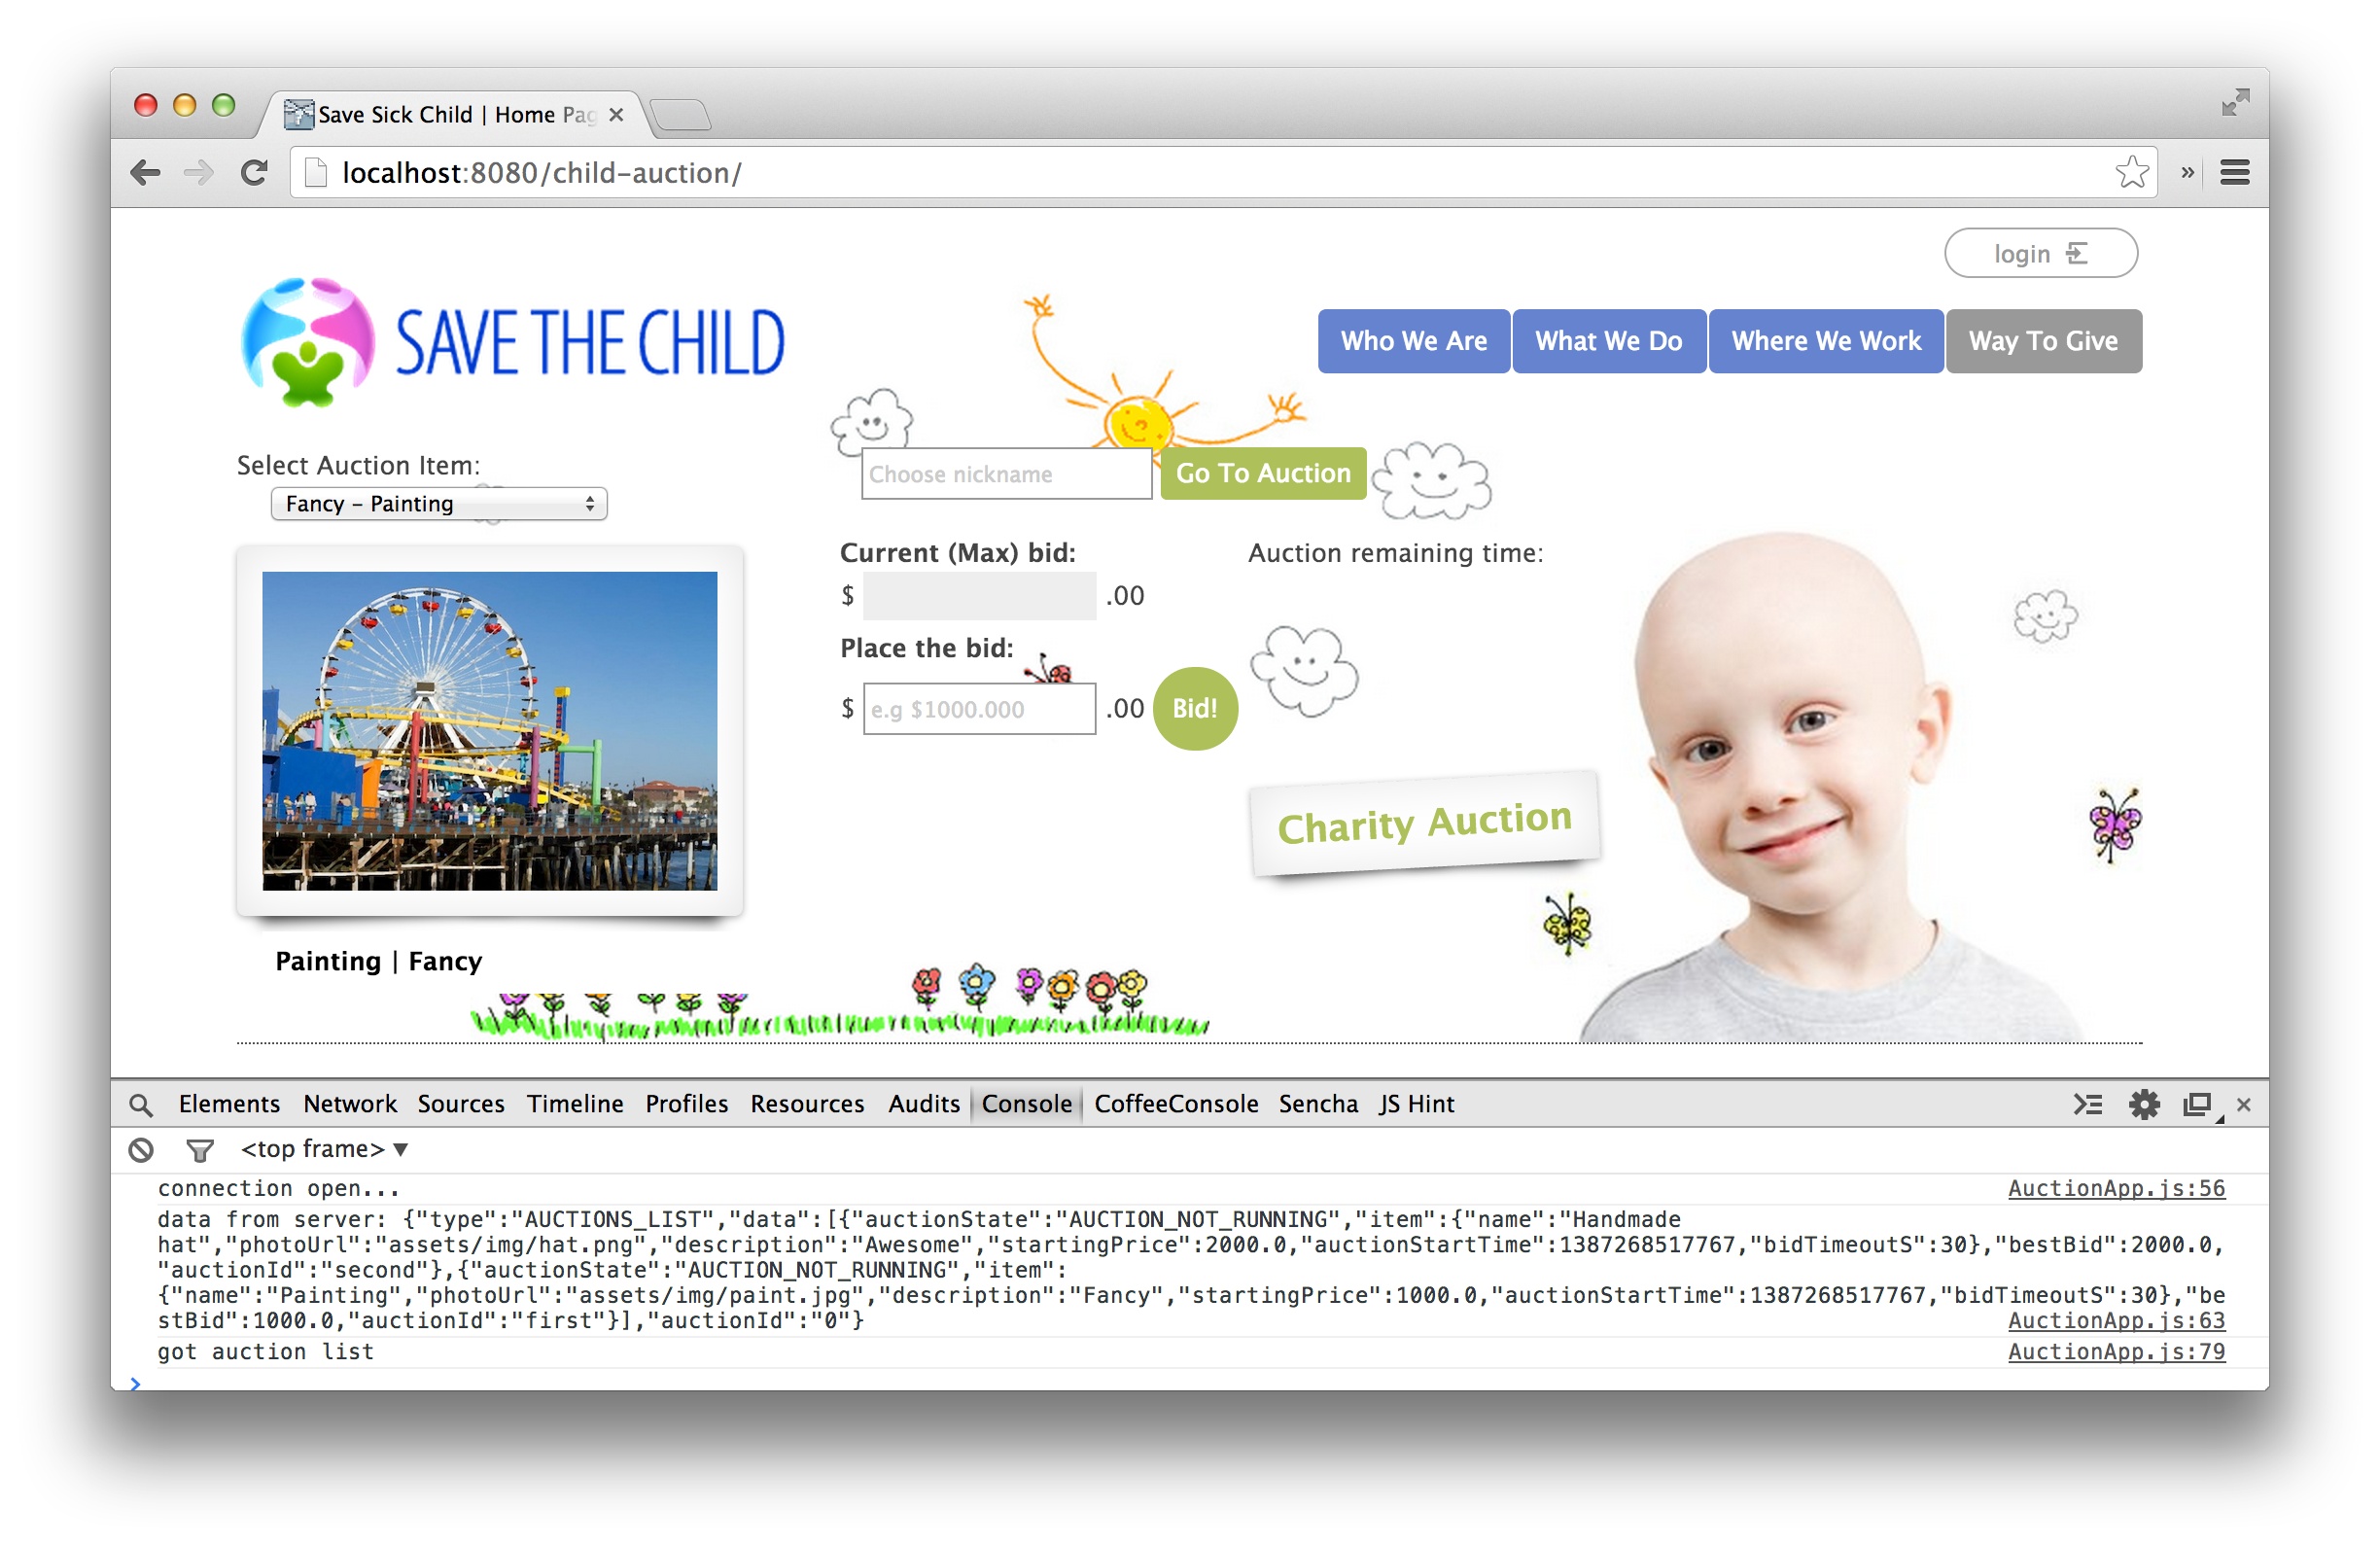 Save Sick Child | Home Pag
localhost:8080/child-auction/
login
SAVE THE CHILD
Who We Are
What We Do
Where We Work
Way To Give
Select Auction Item:
Fancy - Painting
Choose nickname
Go To Auction
Current (Max) bid:
Auction remaining time:
$ .00
Place the bid:
$ e.g $1000.000 .00 Bid!
Charity Auction
Painting | Fancy
Elements Network Sources Timeline Profiles Resources Audits Console CoffeeConsole Sencha JS Hint
<top frame>
connection open... AuctionApp.js:56
data from server: {"type":"AUCTIONS_LIST","data":[{"auctionState":"AUCTION_NOT_RUNNING","item":{"name":"Handmade
hat","photoUrl":"assets/img/hat.png","description":"Awesome","startingPrice":2000.0,"auctionStartTime":1387268517767,"bidTimeoutS":30},"bestBid":2000.0,
"auctionId":"second"},{"auctionState":"AUCTION_NOT_RUNNING","item":
{"name":"Painting","photoUrl":"assets/img/paint.jpg","description":"Fancy","startingPrice":1000.0,"auctionStartTime":1387268517767,"bidTimeoutS":30},"be
stBid":1000.0,"auctionId":"first"}],"auctionId":"0"} AuctionApp.js:63
got auction list AuctionApp.js:79